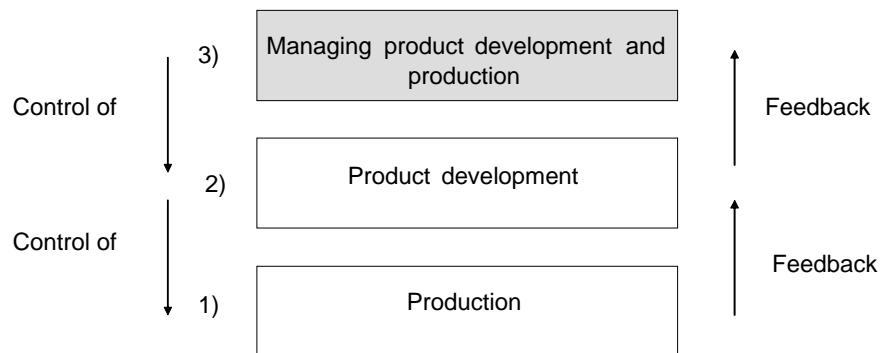 3)
Managing product development and
production
Control of
Feedback
2)
Product development
Control of
Feedback
1)
Production